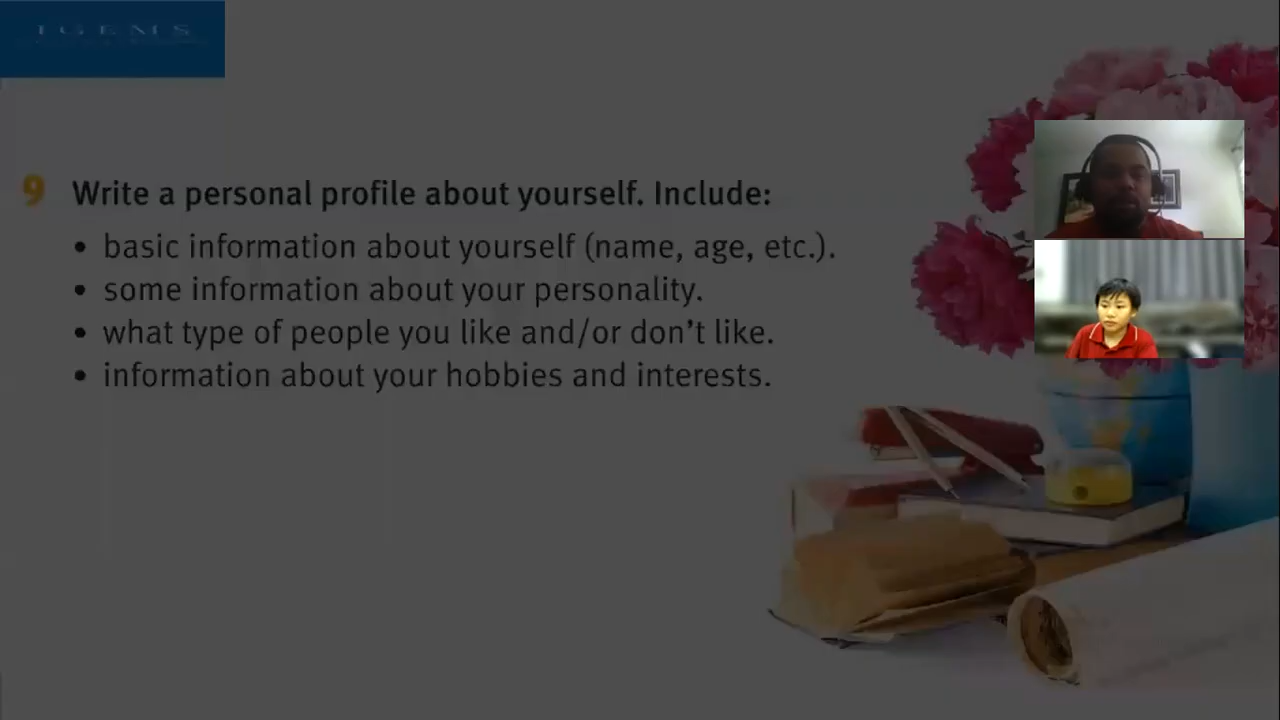 TGEMS
9 Write a personal profile about yourself. Include:
• basic information about yourself (name, age, etc.).
• some information about your personality.
• what type of people you like and/or don't like.
• information about your hobbies and interests.